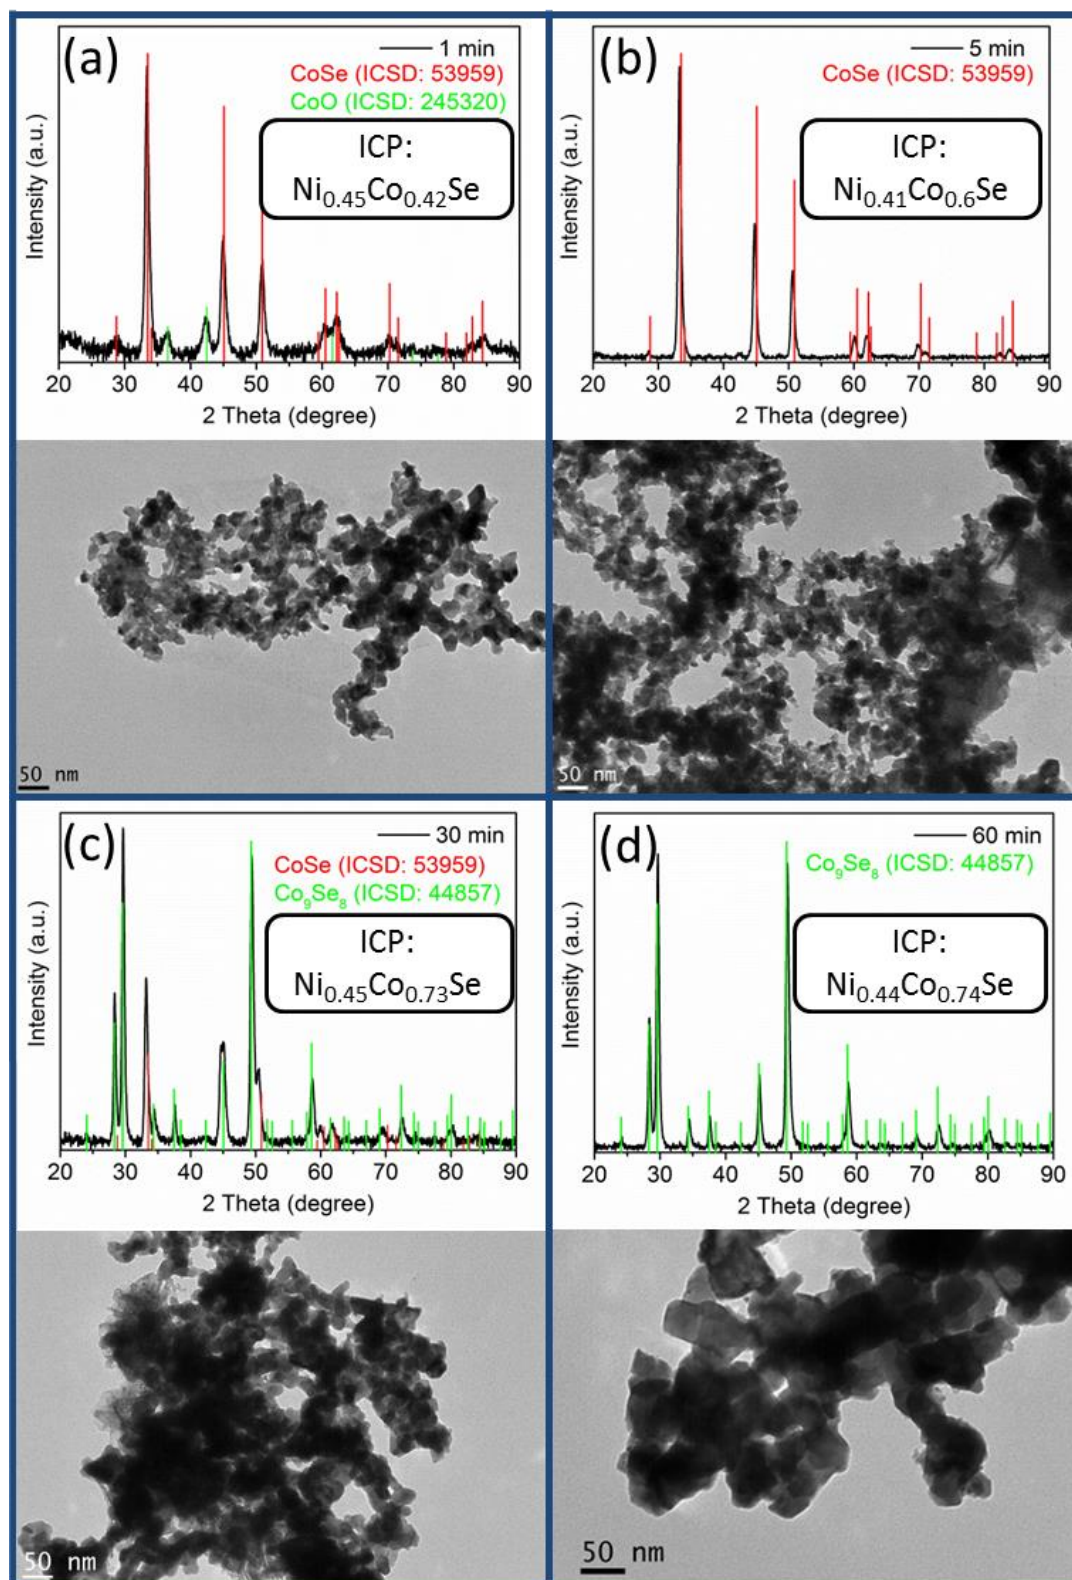 (a)
1 min
CoSe (ICSD: 53959)
CoO (ICSD: 245320)
ICP:
Ni0.45Co0.42Se
Intensity (a.u.)
20 30 40 50 60 70 80 90
2 Theta (degree)
50 nm
(b)
5 min
CoSe (ICSD: 53959)
ICP:
Ni0.41Co0.6Se
Intensity (a.u.)
20 30 40 50 60 70 80 90
2 Theta (degree)
50 nm
(c)
30 min
CoSe (ICSD: 53959)
Co9Se8 (ICSD: 44857)
ICP:
Ni0.45Co0.73Se
Intensity (a.u.)
20 30 40 50 60 70 80 90
2 Theta (degree)
50 nm
(d)
60 min
Co9Se8 (ICSD: 44857)
ICP:
Ni0.44Co0.74Se
Intensity (a.u.)
20 30 40 50 60 70 80 90
2 Theta (degree)
50 nm